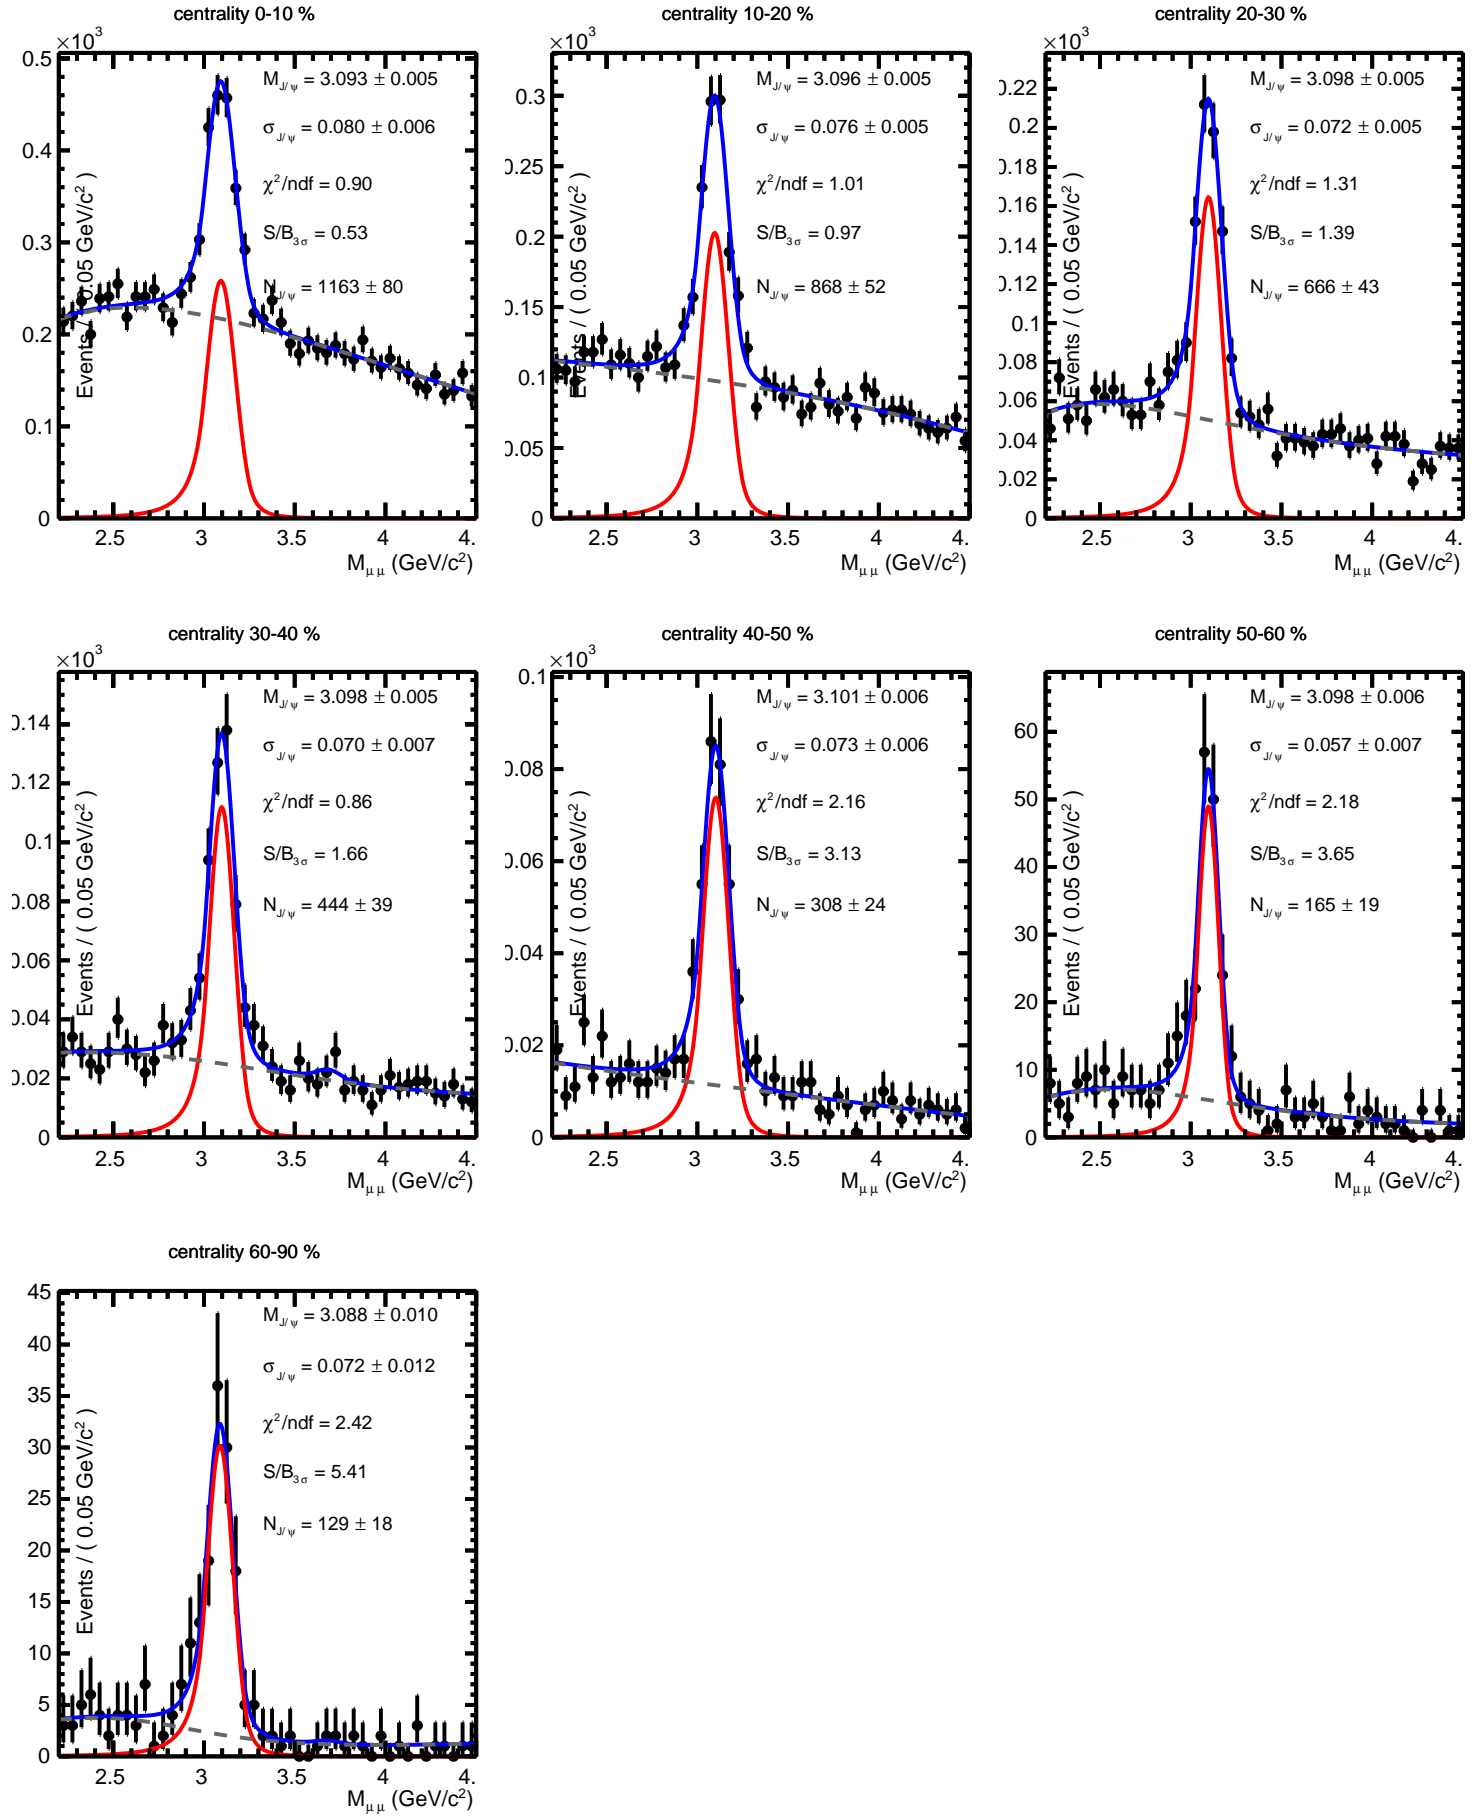 centrality 0-10 %
×10³
M_J/ψ = 3.093 ± 0.005
σ_J/ψ = 0.080 ± 0.006
χ²/ndf = 0.90
S/B_3σ = 0.53
N_J/ψ = 1163 ± 80
Events / ( 0.05 GeV/c² )
0.5
0.4
0.3
0.2
0.1
0
2.5 3 3.5 4 4.
M_μμ (GeV/c²)
centrality 10-20 %
×10³
M_J/ψ = 3.096 ± 0.005
σ_J/ψ = 0.076 ± 0.005
χ²/ndf = 1.01
S/B_3σ = 0.97
N_J/ψ = 868 ± 52
Events / ( 0.05 GeV/c² )
0.3
0.25
0.2
0.15
0.1
0.05
0
2.5 3 3.5 4 4.
M_μμ (GeV/c²)
centrality 20-30 %
×10³
M_J/ψ = 3.098 ± 0.005
σ_J/ψ = 0.072 ± 0.005
χ²/ndf = 1.31
S/B_3σ = 1.39
N_J/ψ = 666 ± 43
Events / ( 0.05 GeV/c² )
0.22
0.2
0.18
0.16
0.14
0.12
0.1
0.08
0.06
0.04
0.02
0
2.5 3 3.5 4 4.
M_μμ (GeV/c²)
centrality 30-40 %
×10³
M_J/ψ = 3.098 ± 0.005
σ_J/ψ = 0.070 ± 0.007
χ²/ndf = 0.86
S/B_3σ = 1.66
N_J/ψ = 444 ± 39
Events / ( 0.05 GeV/c² )
0.14
0.12
0.1
0.08
0.06
0.04
0.02
0
2.5 3 3.5 4 4.
M_μμ (GeV/c²)
centrality 40-50 %
×10³
M_J/ψ = 3.101 ± 0.006
σ_J/ψ = 0.073 ± 0.006
χ²/ndf = 2.16
S/B_3σ = 3.13
N_J/ψ = 308 ± 24
Events / ( 0.05 GeV/c² )
0.1
0.08
0.06
0.04
0.02
0
2.5 3 3.5 4 4.
M_μμ (GeV/c²)
centrality 50-60 %
M_J/ψ = 3.098 ± 0.006
σ_J/ψ = 0.057 ± 0.007
χ²/ndf = 2.18
S/B_3σ = 3.65
N_J/ψ = 165 ± 19
Events / ( 0.05 GeV/c² )
60
50
40
30
20
10
0
2.5 3 3.5 4 4.
M_μμ (GeV/c²)
centrality 60-90 %
M_J/ψ = 3.088 ± 0.010
σ_J/ψ = 0.072 ± 0.012
χ²/ndf = 2.42
S/B_3σ = 5.41
N_J/ψ = 129 ± 18
Events / ( 0.05 GeV/c² )
45
40
35
30
25
20
15
10
5
0
2.5 3 3.5 4 4.
M_μμ (GeV/c²)